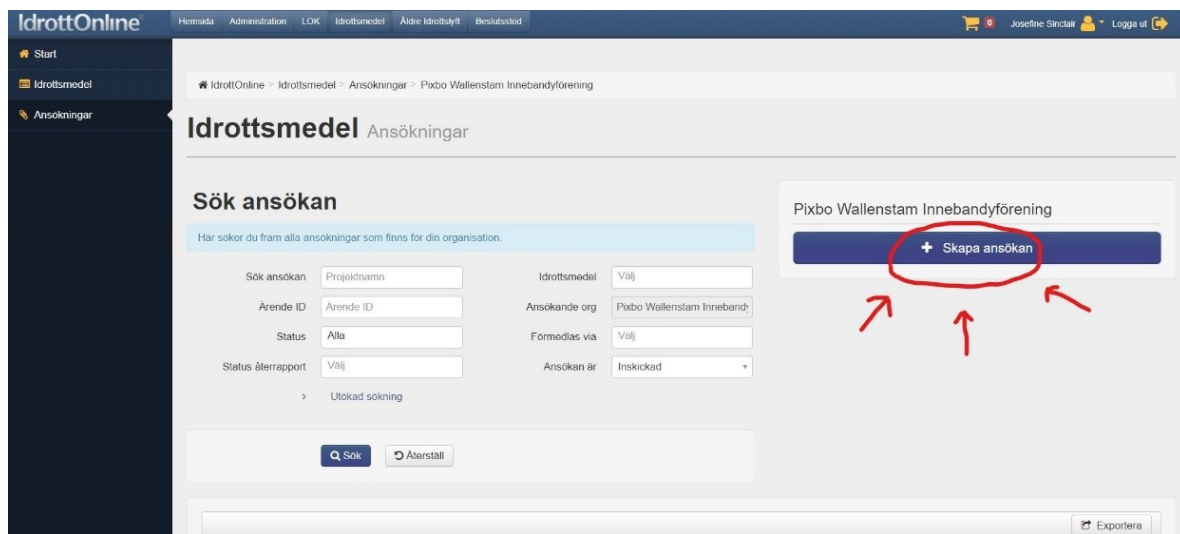 IdrottOnline
Hemsida Administration LOK Idrottsmedel Äldre Idrottslyft Beslutsstöd
0 Josefine Sinclair Logga ut
Start
Idrottsmedel
Ansökningar
IdrottOnline > Idrottsmedel > Ansökningar > Pixbo Wallenstam Innebandyförening
Idrottsmedel Ansökningar
Sök ansökan
Här söker du fram alla ansökningar som finns för din organisation.
Sök ansökan Projektnamn Idrottsmedel Välj
Ärende ID Ärende ID Ansökande org Pixbo Wallenstam Innebandy
Status Alla Förmedlas via Välj
Status återrapport Välj Ansökan är Inskickad
> Utökad sökning
Sök Återställ
Pixbo Wallenstam Innebandyförening
+ Skapa ansökan
Exportera